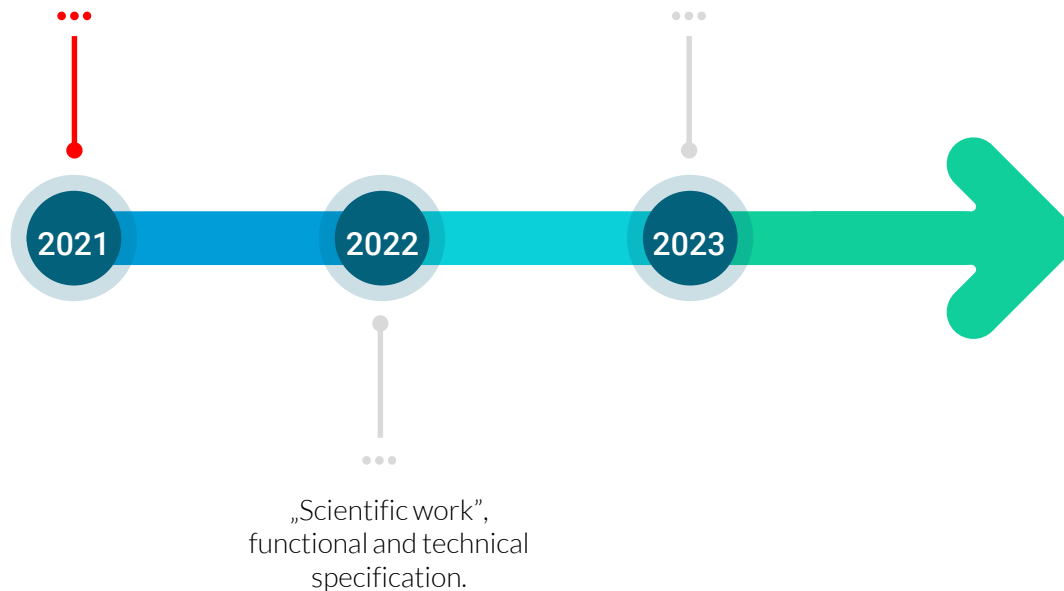 2021
2022
2023
„Scientific work”,
functional and technical
specification.